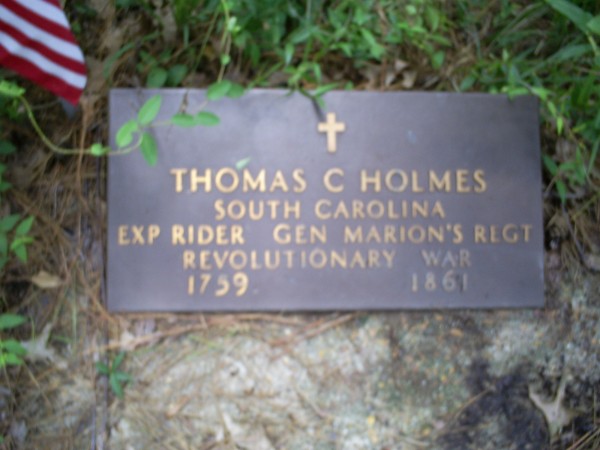 THOMAS C HOLMES
SOUTH CAROLINA
EXP RIDER GEN MARION'S REGT
REVOLUTIONARY WAR
1759 1861